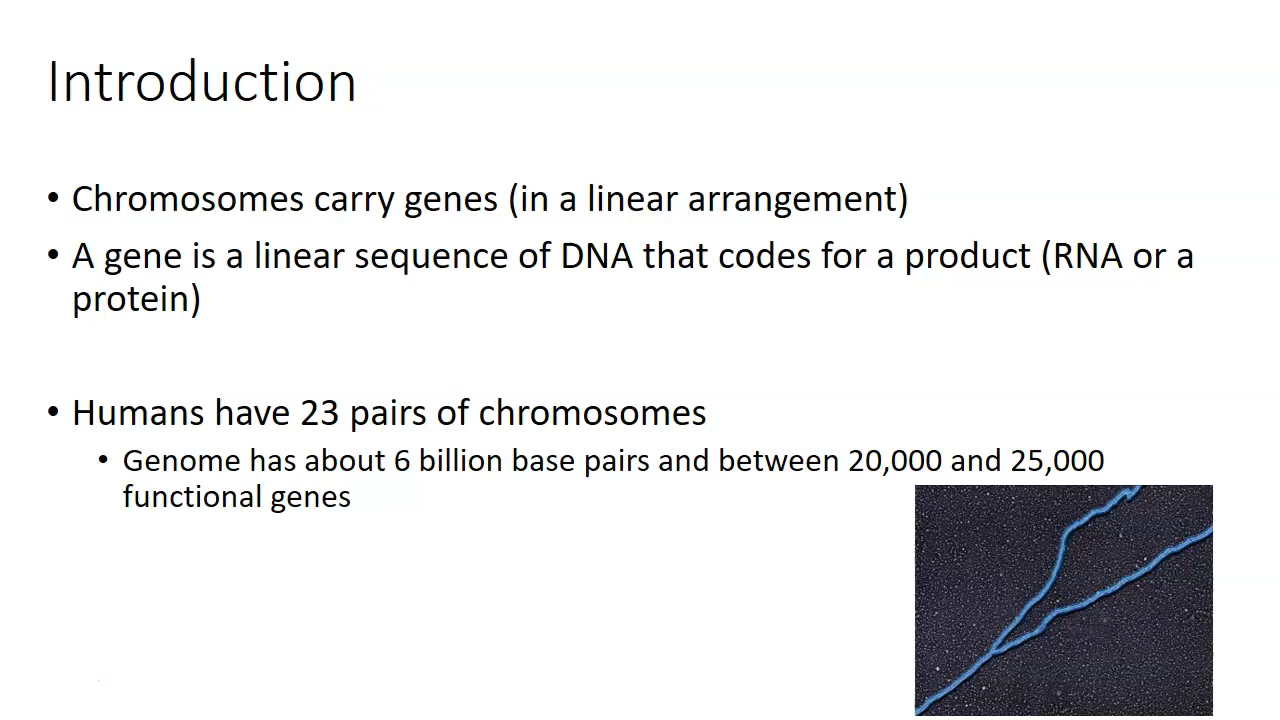 Introduction
• Chromosomes carry genes (in a linear arrangement)
• A gene is a linear sequence of DNA that codes for a product (RNA or a
protein)
• Humans have 23 pairs of chromosomes
• Genome has about 6 billion base pairs and between 20,000 and 25,000
functional genes